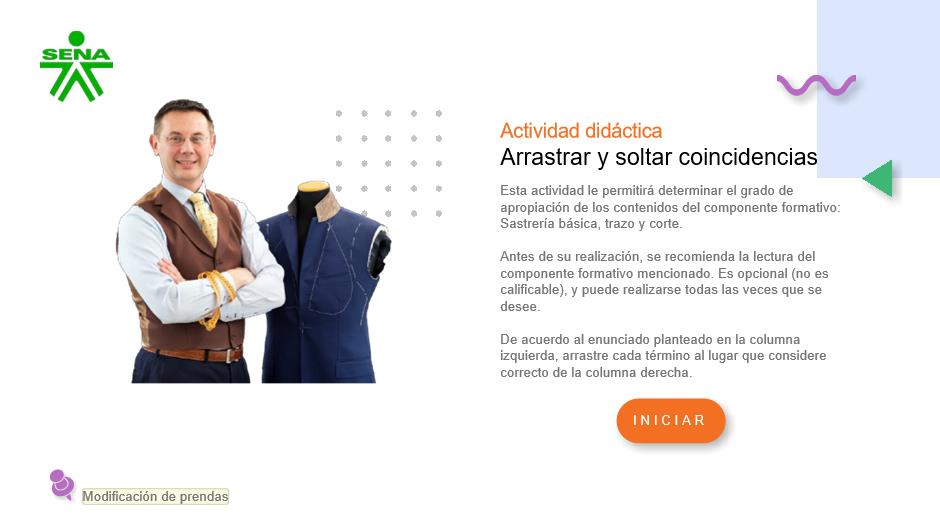 SENA
Actividad didáctica
Arrastrar y soltar coincidencias
Esta actividad le permitirá determinar el grado de
apropiación de los contenidos del componente formativo:
Sastrería básica, trazo y corte.
Antes de su realización, se recomienda la lectura del
componente formativo mencionado. Es opcional (no es
calificable), y puede realizarse todas las veces que se
desee.
De acuerdo al enunciado planteado en la columna
izquierda, arrastre cada término al lugar que considere
correcto de la columna derecha.
INICIAR
Modificación de prendas